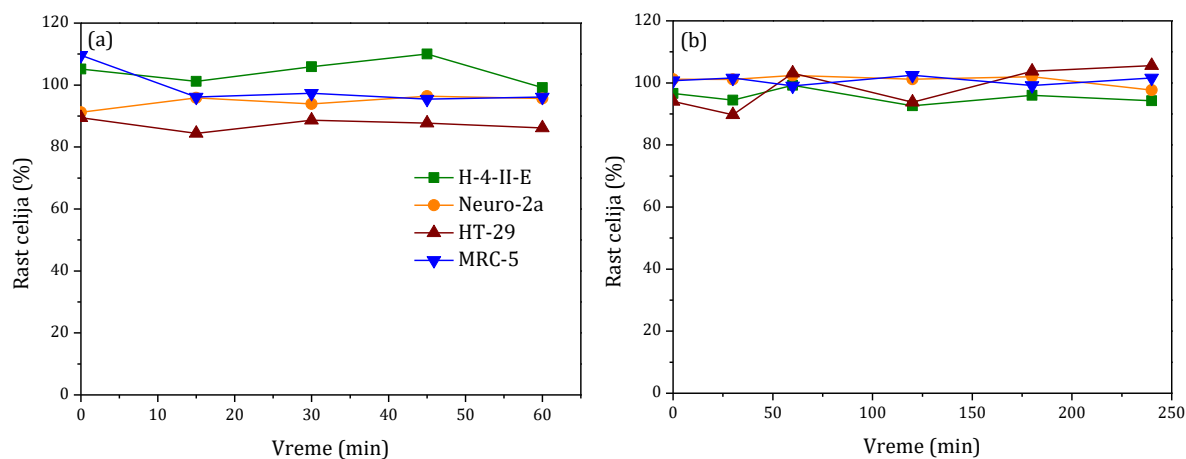 (a)
120
100
80
60
40
20
0
Rast celija (%)
H-4-II-E
Neuro-2a
HT-29
MRC-5
0 10 20 30 40 50 60
Vreme (min)
(b)
120
100
80
60
40
20
0
Rast celija (%)
0 50 100 150 200 250
Vreme (min)